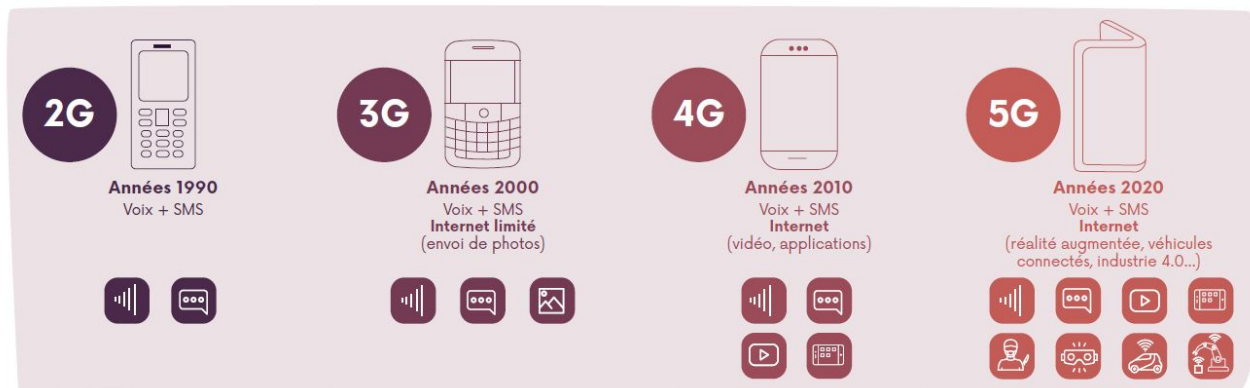 2G
Années 1990
Voix + SMS
3G
Années 2000
Voix + SMS
Internet limité
(envoi de photos)
4G
Années 2010
Voix + SMS
Internet
(vidéo, applications)
5G
Années 2020
Voix + SMS
Internet
(réalité augmentée, véhicules
connectés, industrie 4.0...)